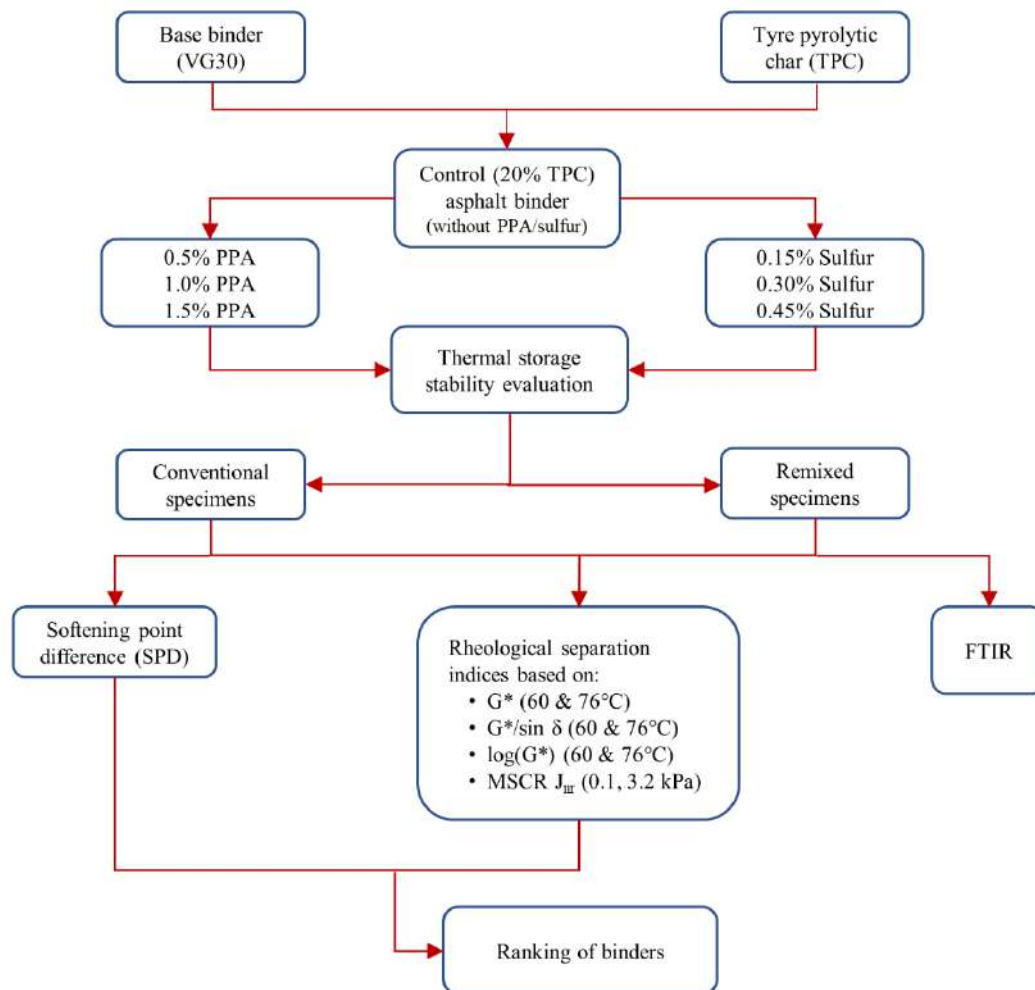 Base binder
(VG30)
Tyre pyrolytic
char (TPC)
Control (20% TPC)
asphalt binder
(without PPA/sulfur)
0.5% PPA
1.0% PPA
1.5% PPA
0.15% Sulfur
0.30% Sulfur
0.45% Sulfur
Thermal storage
stability evaluation
Conventional
specimens
Remixed
specimens
Softening point
difference (SPD)
Rheological separation
indices based on:
• G* (60 & 76°C)
• G*/sin δ (60 & 76°C)
• log(G*) (60 & 76°C)
• MSCR Jnr (0.1, 3.2 kPa)
FTIR
Ranking of binders